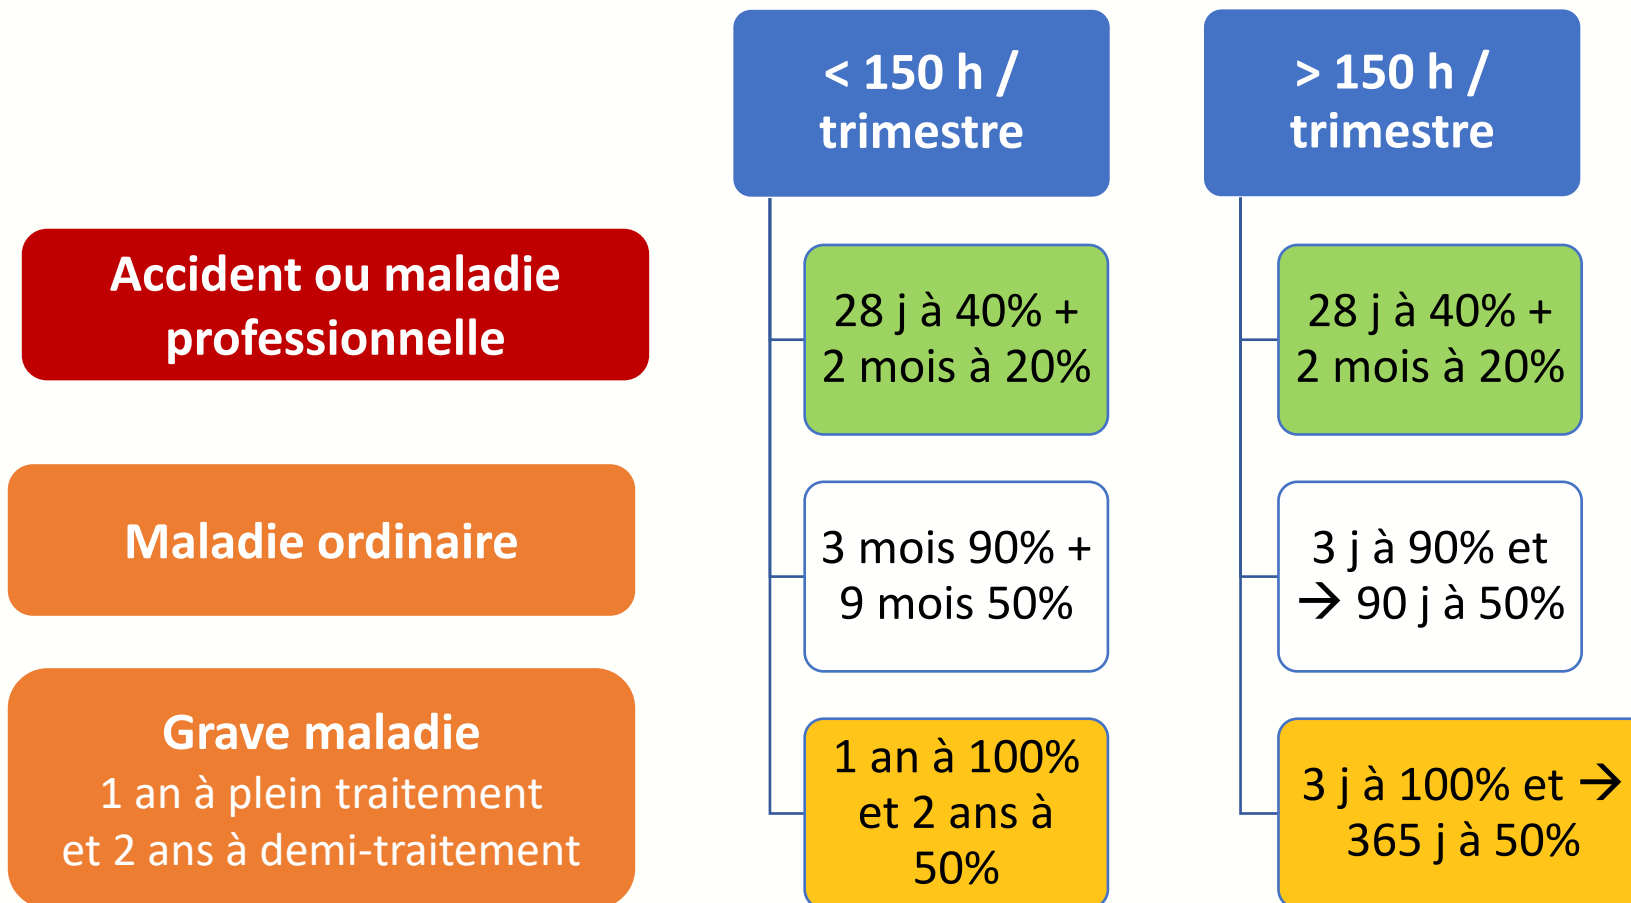 < 150 h /
trimestre
> 150 h /
trimestre
Accident ou maladie
professionnelle
28 j à 40% +
2 mois à 20%
28 j à 40% +
2 mois à 20%
Maladie ordinaire
3 mois 90% +
9 mois 50%
3 j à 90% et
→ 90 j à 50%
Grave maladie
1 an à plein traitement
et 2 ans à demi-traitement
1 an à 100%
et 2 ans à
50%
3 j à 100% et →
365 j à 50%